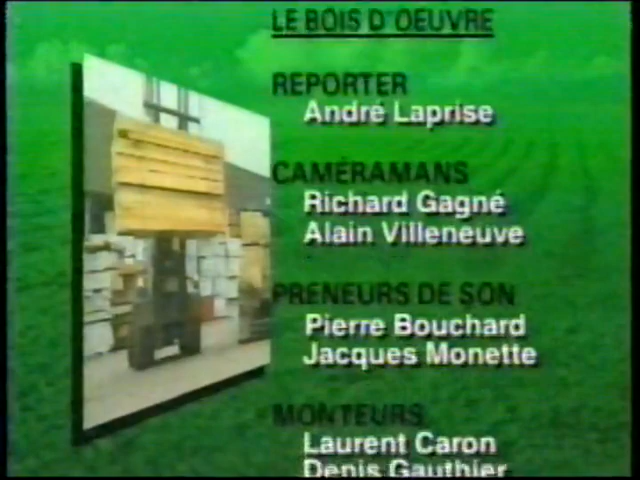 LE BOIS D'OEUVRE
REPORTER
André Laprise
CAMÉRAMANS
Richard Gagné
Alain Villeneuve
PRENEURS DE SON
Pierre Bouchard
Jacques Monette
MONTEURS
Laurent Caron
Denis Gauthier